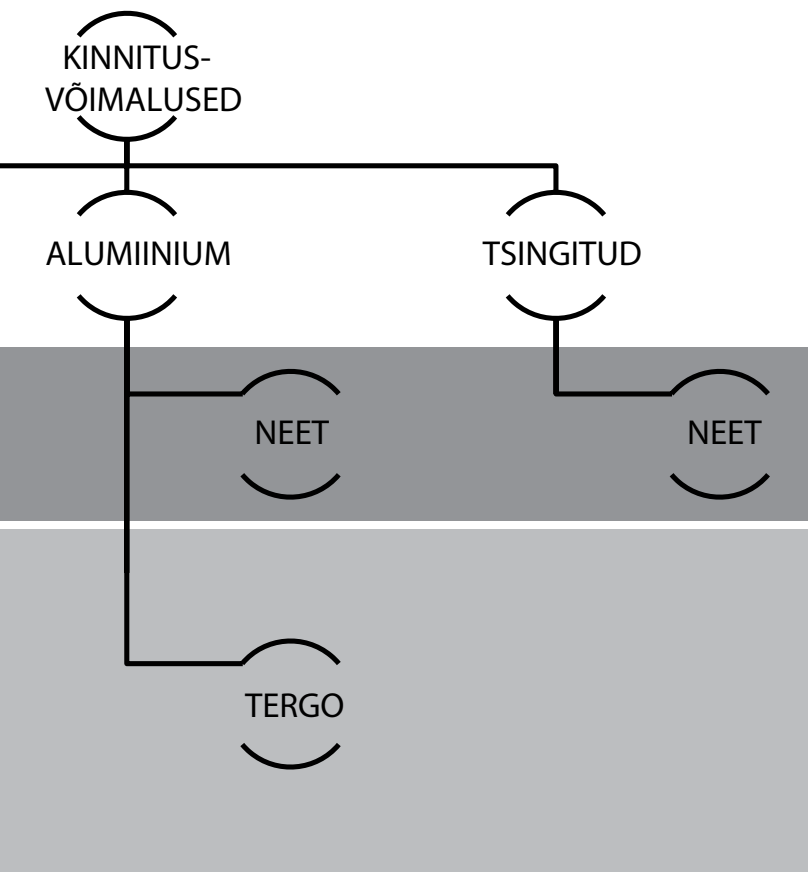 KINNITUS-
VÕIMALUSED
ALUMIINIUM
TSINGITUD
NEET
NEET
TERGO